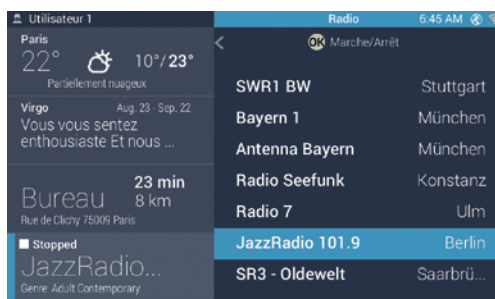 Utilisateur 1
Radio
6:45 AM
Paris
22°
10°/23°
Partiellement nuageux
Virgo
Aug. 23 - Sep. 22
Vous vous sentez
enthousiaste Et nous ...
Bureau
23 min
8 km
Rue de Clichy 75009 Paris
Stopped
JazzRadio...
Genre: Adult Contemporary
< OK Marche/Arrêt
SWR1 BW Stuttgart
Bayern 1 München
Antenna Bayern München
Radio Seefunk Konstanz
Radio 7 Ulm
JazzRadio 101.9 Berlin
SR3 - Oldewelt Saarbrü...